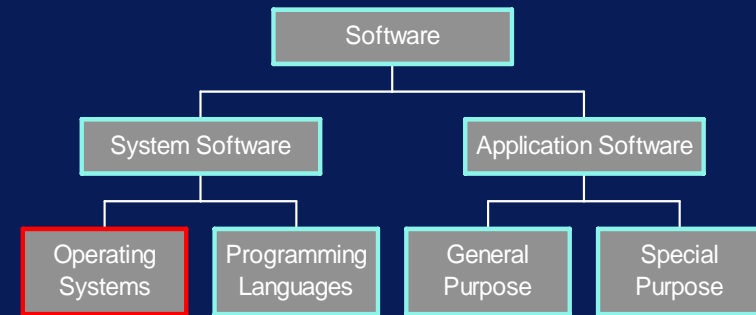 Software
System Software
Application Software
Operating
Systems
Programming
Languages
General
Purpose
Special
Purpose